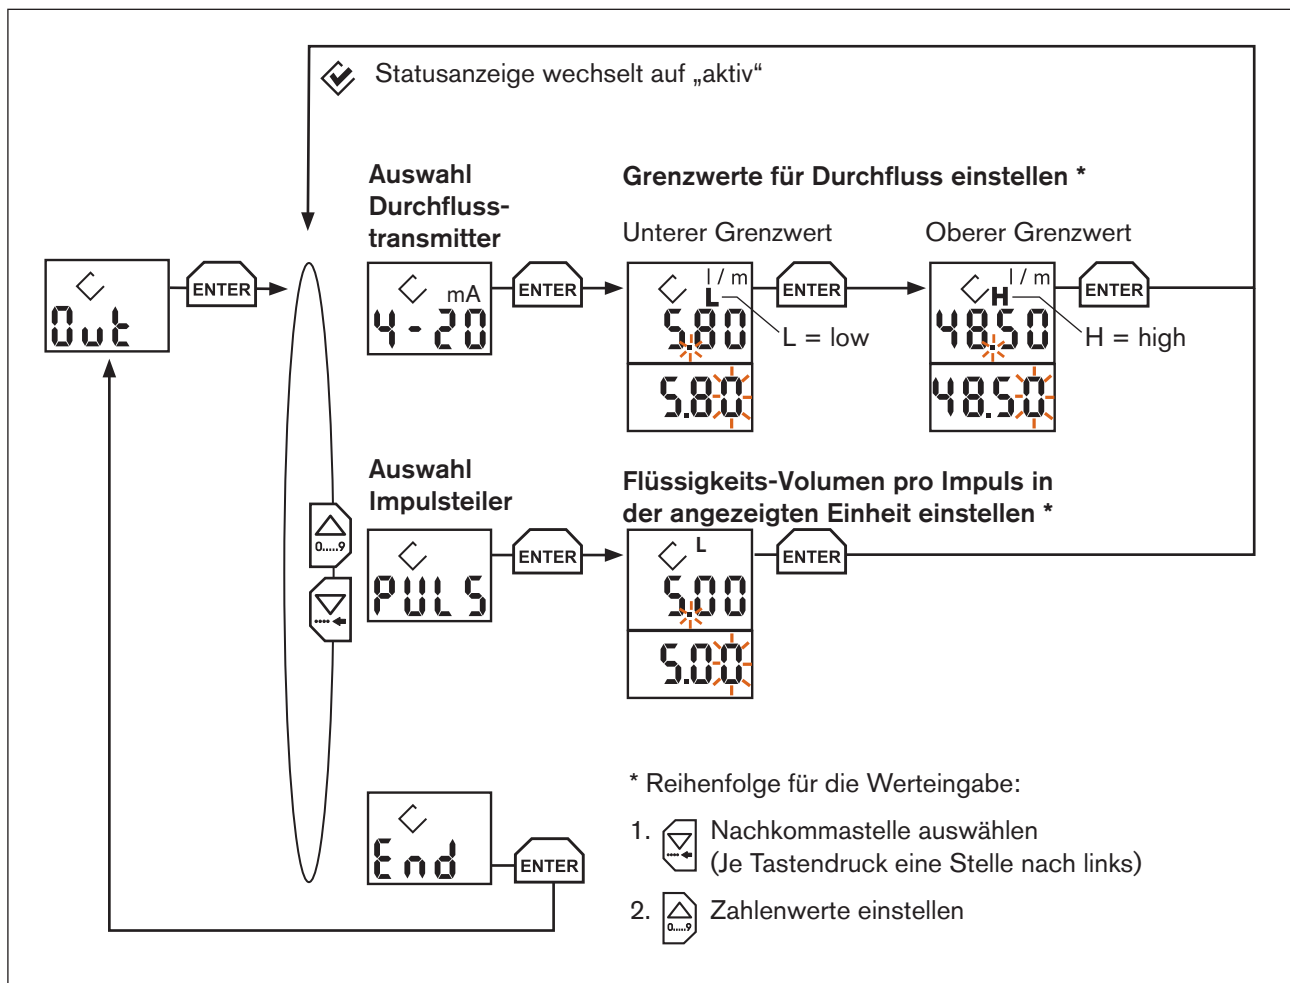 Statusanzeige wechselt auf „aktiv“
Auswahl
Durchfluss-
transmitter
Grenzwerte für Durchfluss einstellen *
Unterer Grenzwert
Oberer Grenzwert
Out
ENTER
mA
4-20
ENTER
l / m
L
5.80
L = low
5.80
ENTER
l / m
H
48.50
H = high
48.50
ENTER
Auswahl
Impulsteiler
Flüssigkeits-Volumen pro Impuls in
der angezeigten Einheit einstellen *
0.....9
PULS
ENTER
L
5.00
5.00
ENTER
End
ENTER
* Reihenfolge für die Werteingabe:
1. Nachkommastelle auswählen
(Je Tastendruck eine Stelle nach links)
2. 0.....9 Zahlenwerte einstellen